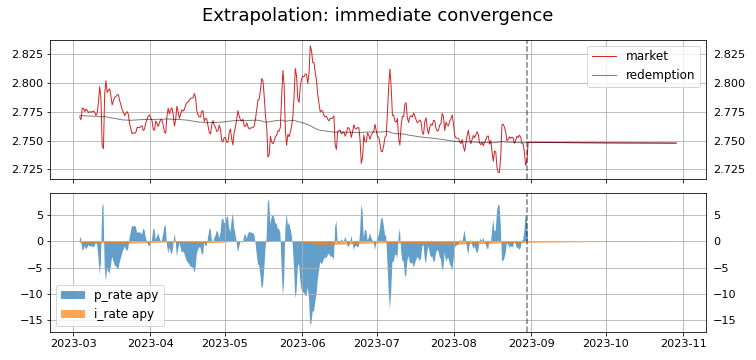 Extrapolation: immediate convergence
2.825 2.825
market
2.800 redemption 2.800
2.775 2.775
2.750 2.750
2.725 2.725
5 5
0 0
−5 −5
−10 p_rate apy −10
−15 i_rate apy −15
2023-03 2023-04 2023-05 2023-06 2023-07 2023-08 2023-09 2023-10 2023-11